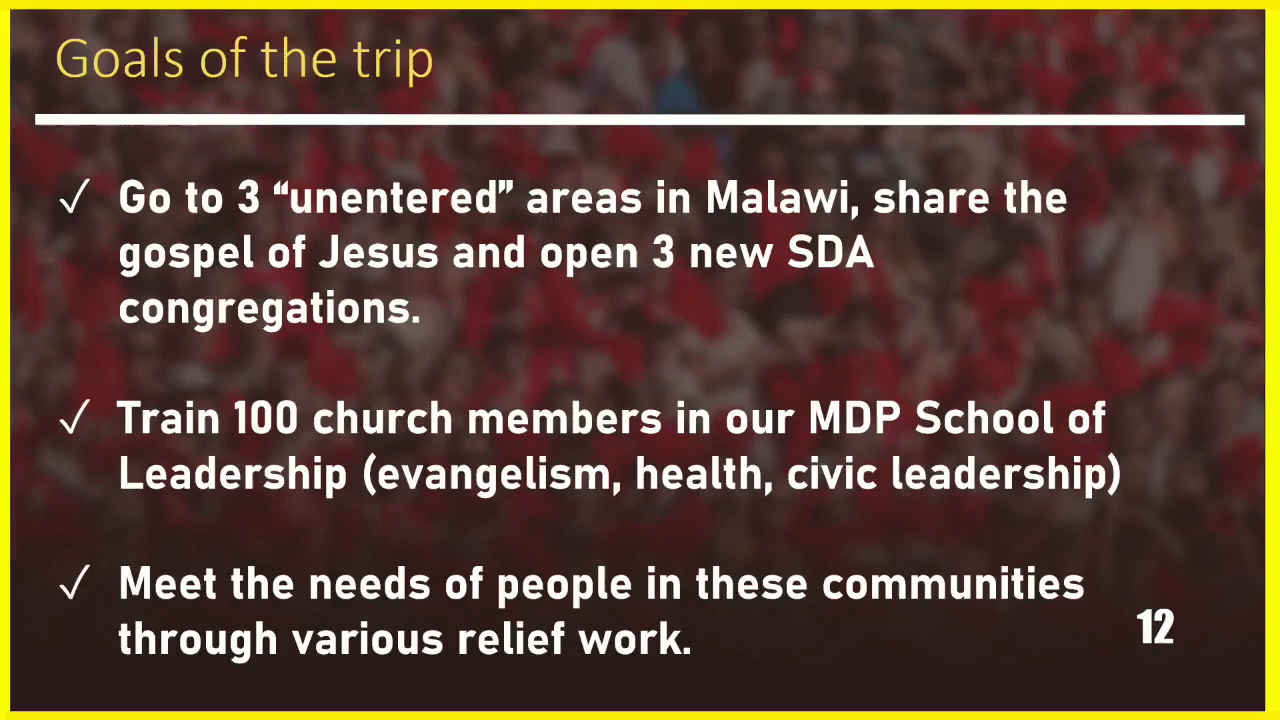 Goals of the trip
✓ Go to 3 “unentered” areas in Malawi, share the
gospel of Jesus and open 3 new SDA
congregations.
✓ Train 100 church members in our MDP School of
Leadership (evangelism, health, civic leadership)
✓ Meet the needs of people in these communities
through various relief work.
12